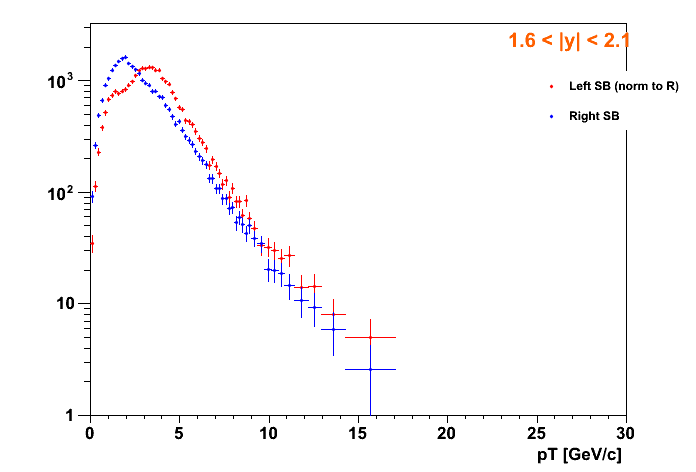 1.6 < |y| < 2.1
Left SB (norm to R)
Right SB
10³
10²
10
1
0 5 10 15 20 25 30
pT [GeV/c]